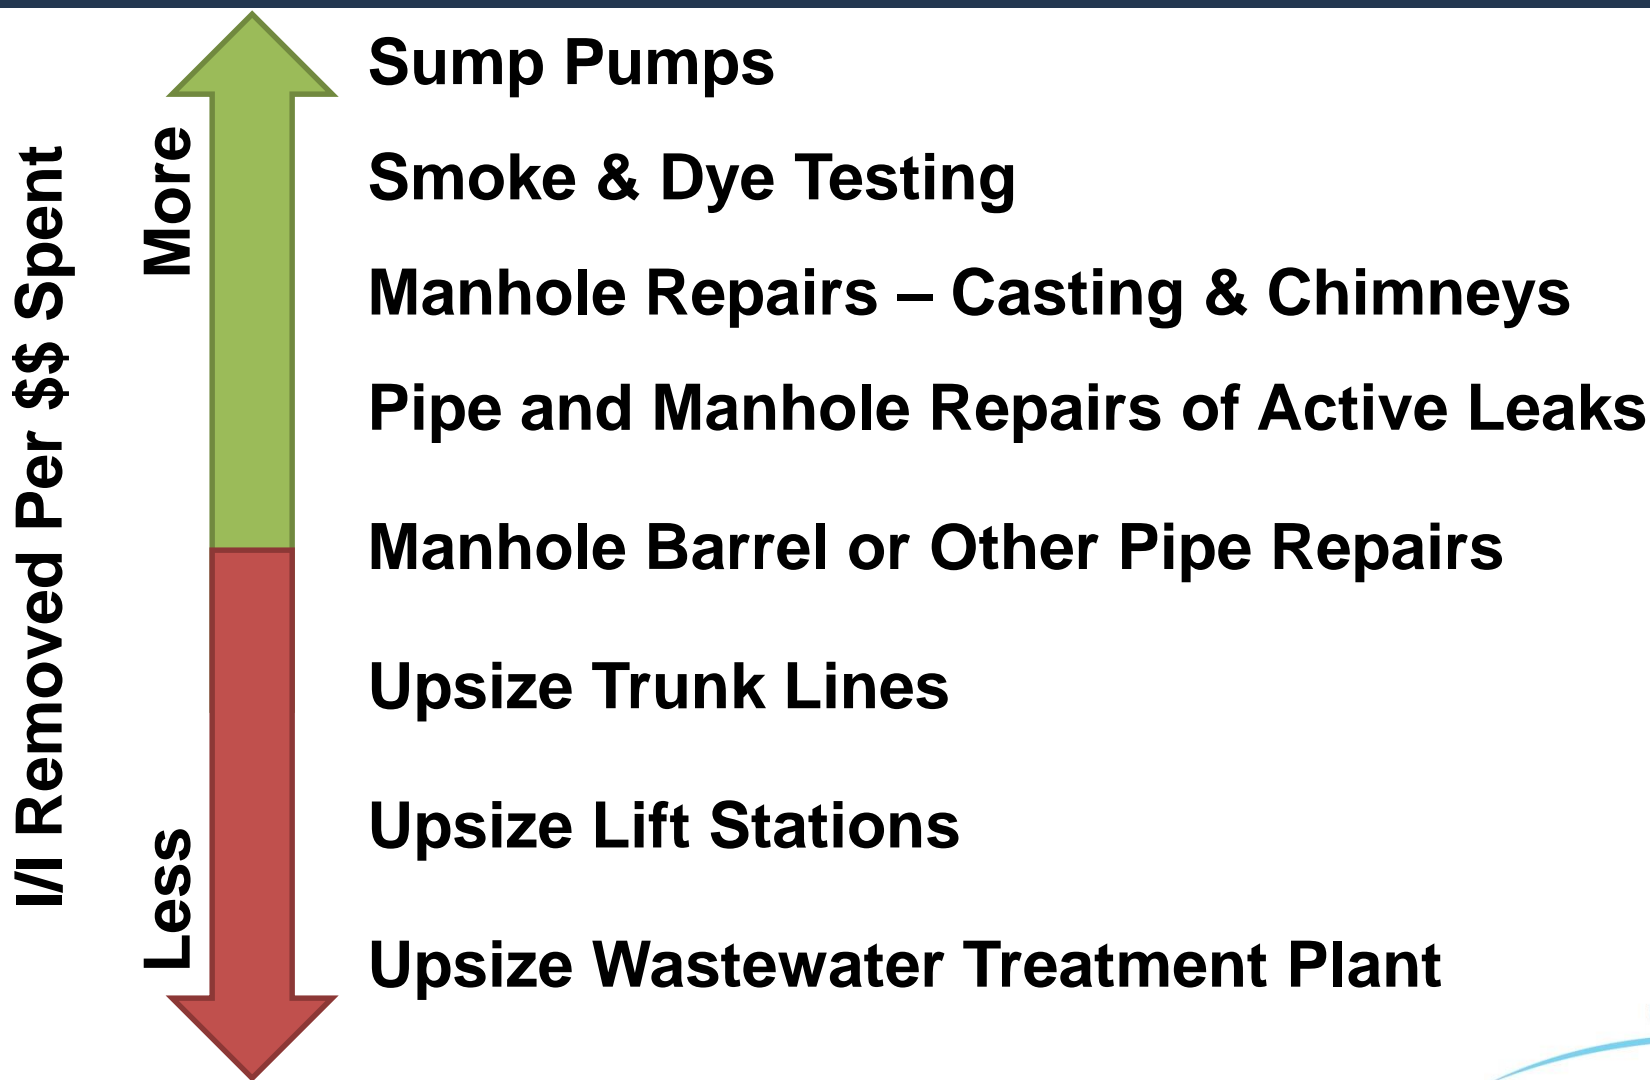 I/I Removed Per $$ Spent
More
Less
Sump Pumps
Smoke & Dye Testing
Manhole Repairs – Casting & Chimneys
Pipe and Manhole Repairs of Active Leaks
Manhole Barrel or Other Pipe Repairs
Upsize Trunk Lines
Upsize Lift Stations
Upsize Wastewater Treatment Plant